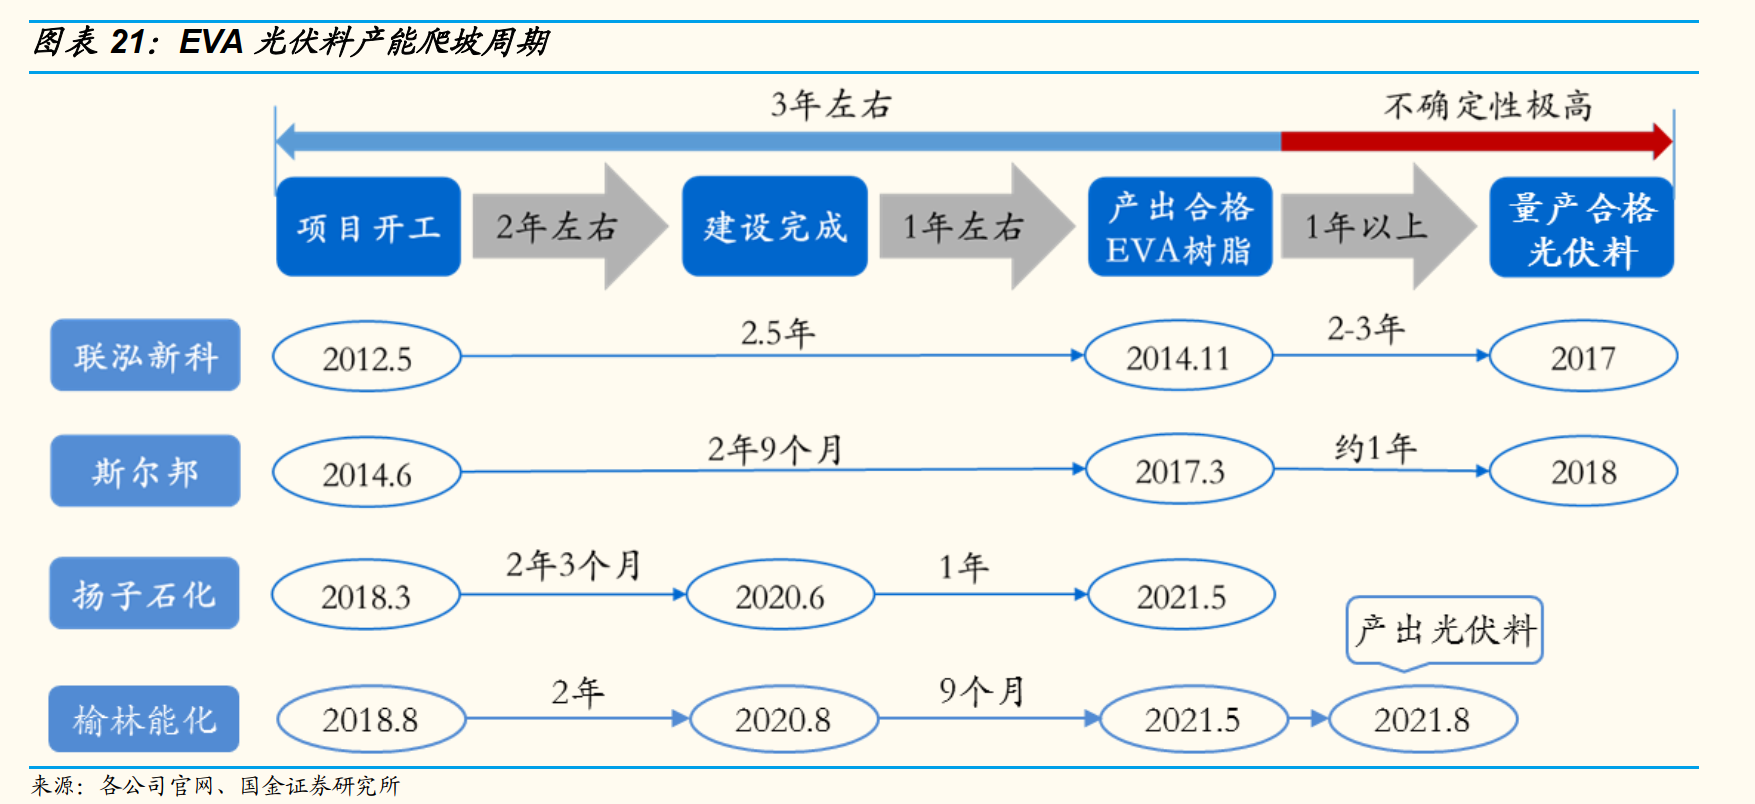 图表 21：EVA 光伏料产能爬坡周期
3年左右
不确定性极高
项目开工
2年左右
建设完成
1年左右
产出合格
EVA树脂
1年以上
量产合格
光伏料
联泓新科
2012.5
2.5年
2014.11
2-3年
2017
斯尔邦
2014.6
2年9个月
2017.3
约1年
2018
扬子石化
2018.3
2年3个月
2020.6
1年
2021.5
产出光伏料
榆林能化
2018.8
2年
2020.8
9个月
2021.5
2021.8
来源：各公司官网、国金证券研究所